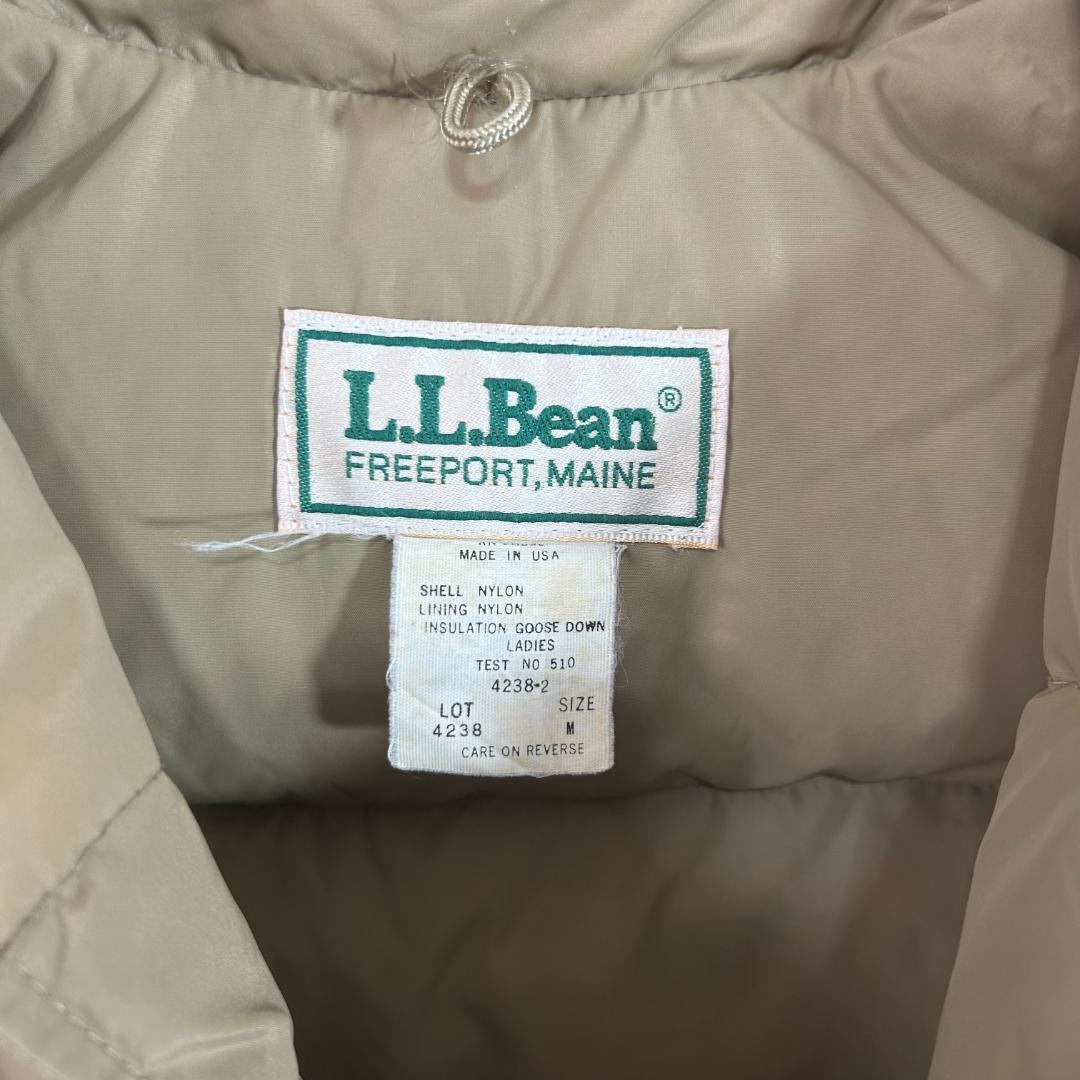 L.L.Bean®
FREEPORT, MAINE
MADE IN USA
SHELL NYLON
LINING NYLON
INSULATION GOOSE DOWN
LADIES
TEST NO 510
4238-2
LOT SIZE
4238 M
CARE ON REVERSE